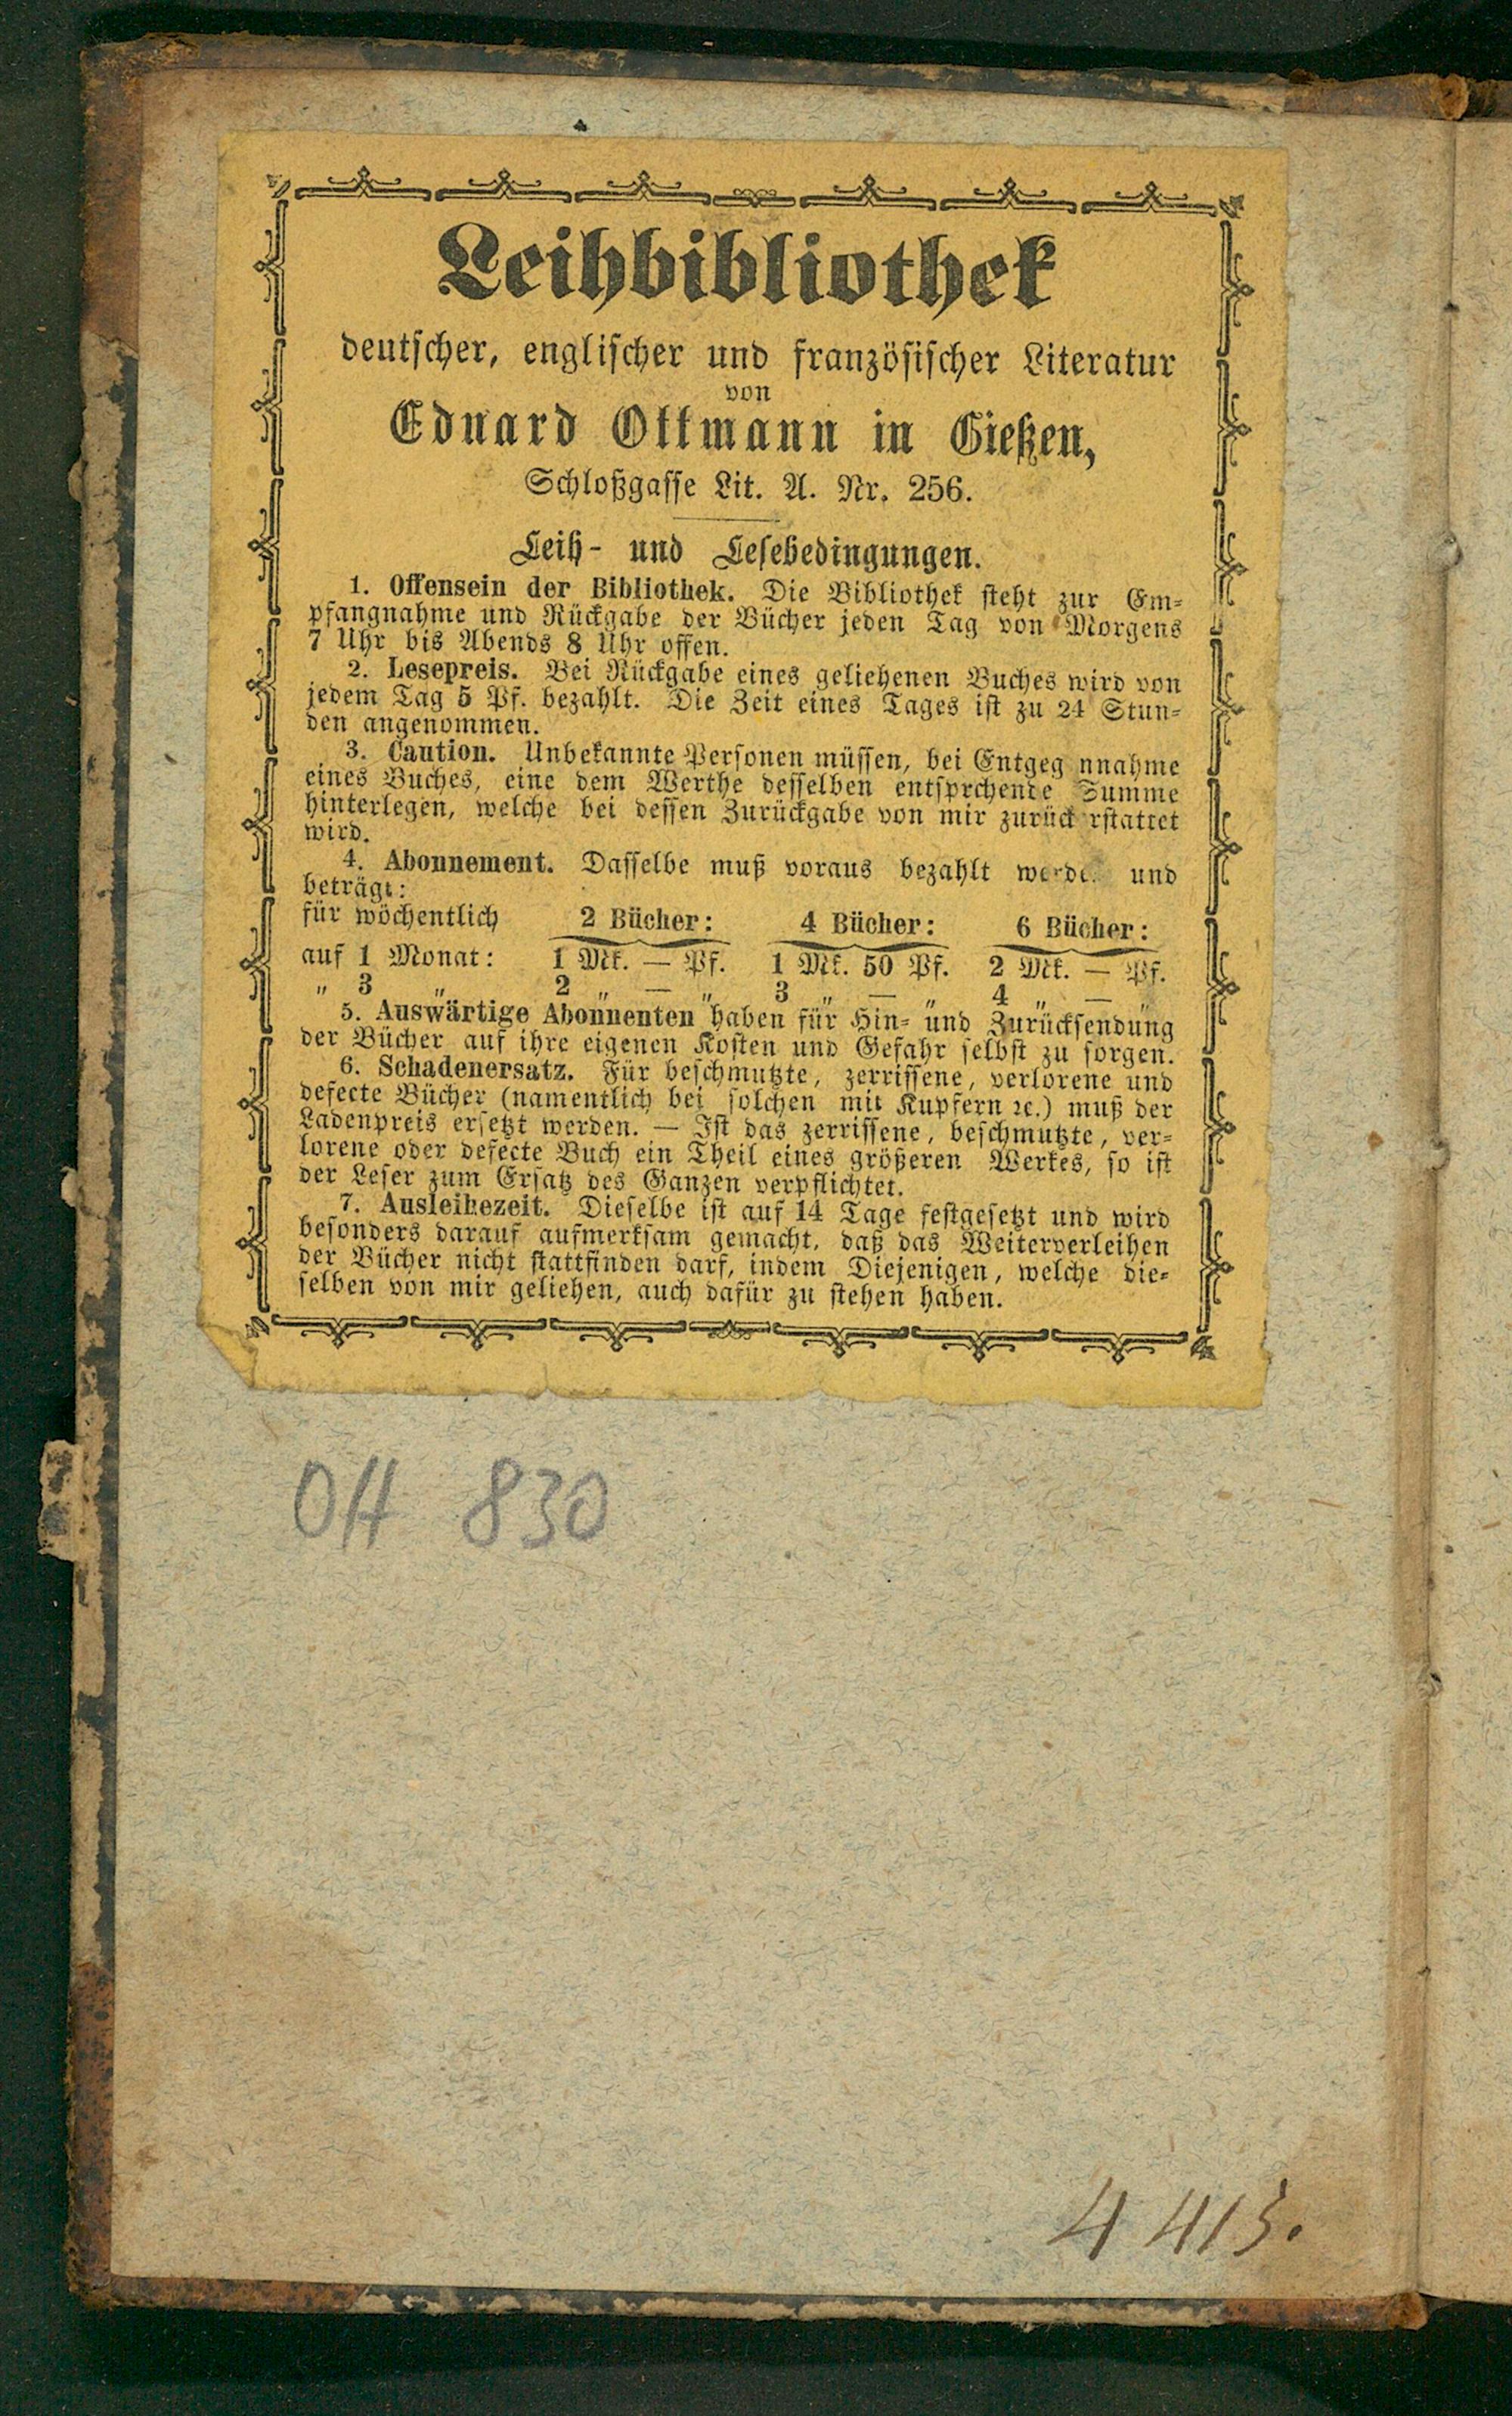 Leihbibliothek
deutscher, englischer und französischer Literatur
von
Eduard Ottmann in Gießen,
Schloßgasse Lit. A. Nr. 256.
Leih- und Lesebedingungen.
1. Offensein der Bibliothek. Die Bibliothek steht zur Em-
pfangnahme und Rückgabe der Bücher jeden Tag von Morgens
7 Uhr bis Abends 8 Uhr offen.
2. Lesepreis. Bei Rückgabe eines geliehenen Buches wird von
jedem Tag 5 Pf. bezahlt. Die Zeit eines Tages ist zu 24 Stun-
den angenommen.
3. Caution. Unbekannte Personen müssen, bei Entgeg nnahme
eines Buches, eine dem Werthe desselben entsprchende Summe
hinterlegen, welche bei dessen Zurückgabe von mir zurück rstattet
wird.
4. Abonnement. Dasselbe muß voraus bezahlt werde. und
beträgt:
für wöchentlich 2 Bücher: 4 Bücher: 6 Bücher:
auf 1 Monat: 1 Mk. — Pf. 1 Mk. 50 Pf. 2 Mk. — Pf.
" 3 " 2 " — " 3 " — " 4 " — "
5. Auswärtige Abonnenten haben für Hin- und Zurücksendung
der Bücher auf ihre eigenen Kosten und Gefahr selbst zu sorgen.
6. Schadenersatz. Für beschmutzte, zerrissene, verlorene und
defecte Bücher (namentlich bei solchen mit Kupfern ꝛc.) muß der
Ladenpreis ersetzt werden. — Ist das zerrissene, beschmutzte, ver-
lorene oder defecte Buch ein Theil eines größeren Werkes, so ist
der Leser zum Ersatz des Ganzen verpflichtet.
7. Ausleihezeit. Dieselbe ist auf 14 Tage festgesetzt und wird
besonders darauf aufmerksam gemacht, daß das Weiterverleihen
der Bücher nicht stattfinden darf, indem Diejenigen, welche die-
selben von mir geliehen, auch dafür zu stehen haben.
OH 830
4413.